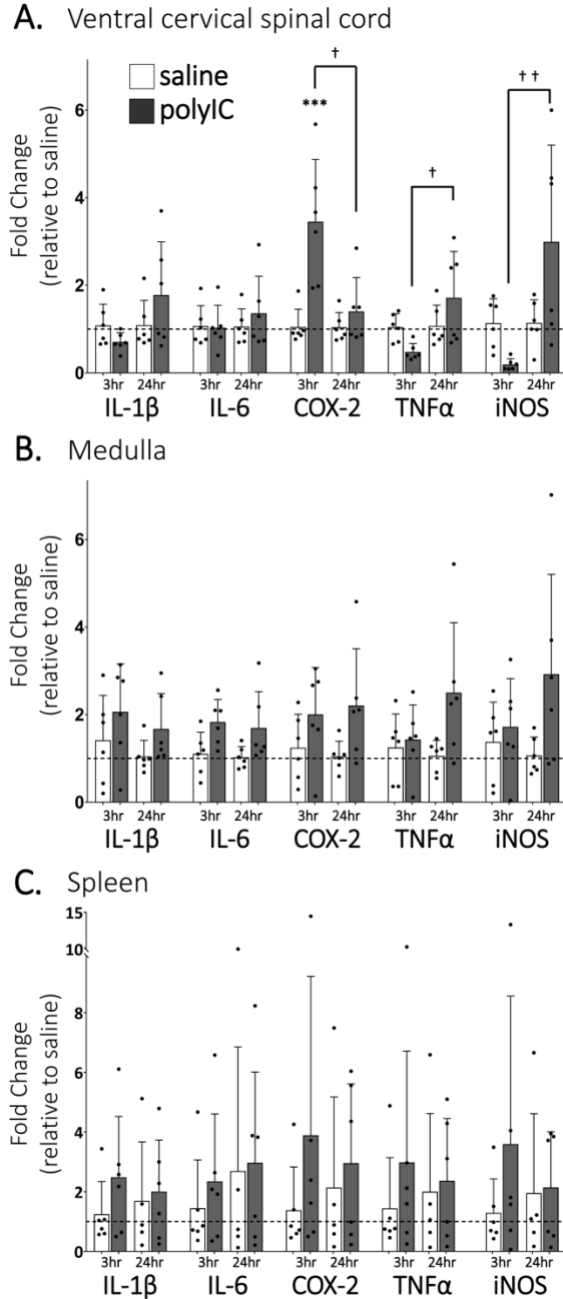 A. Ventral cervical spinal cord
saline
polyIC
Fold Change
(relative to saline)
6
4
2
0
***
†
†
† †
3hr 24hr 3hr 24hr 3hr 24hr 3hr 24hr 3hr 24hr
IL-1β IL-6 COX-2 TNFα iNOS
B. Medulla
Fold Change
(relative to saline)
6
4
2
0
3hr 24hr 3hr 24hr 3hr 24hr 3hr 24hr 3hr 24hr
IL-1β IL-6 COX-2 TNFα iNOS
C. Spleen
Fold Change
(relative to saline)
15
10
8
6
4
2
0
3hr 24hr 3hr 24hr 3hr 24hr 3hr 24hr 3hr 24hr
IL-1β IL-6 COX-2 TNFα iNOS